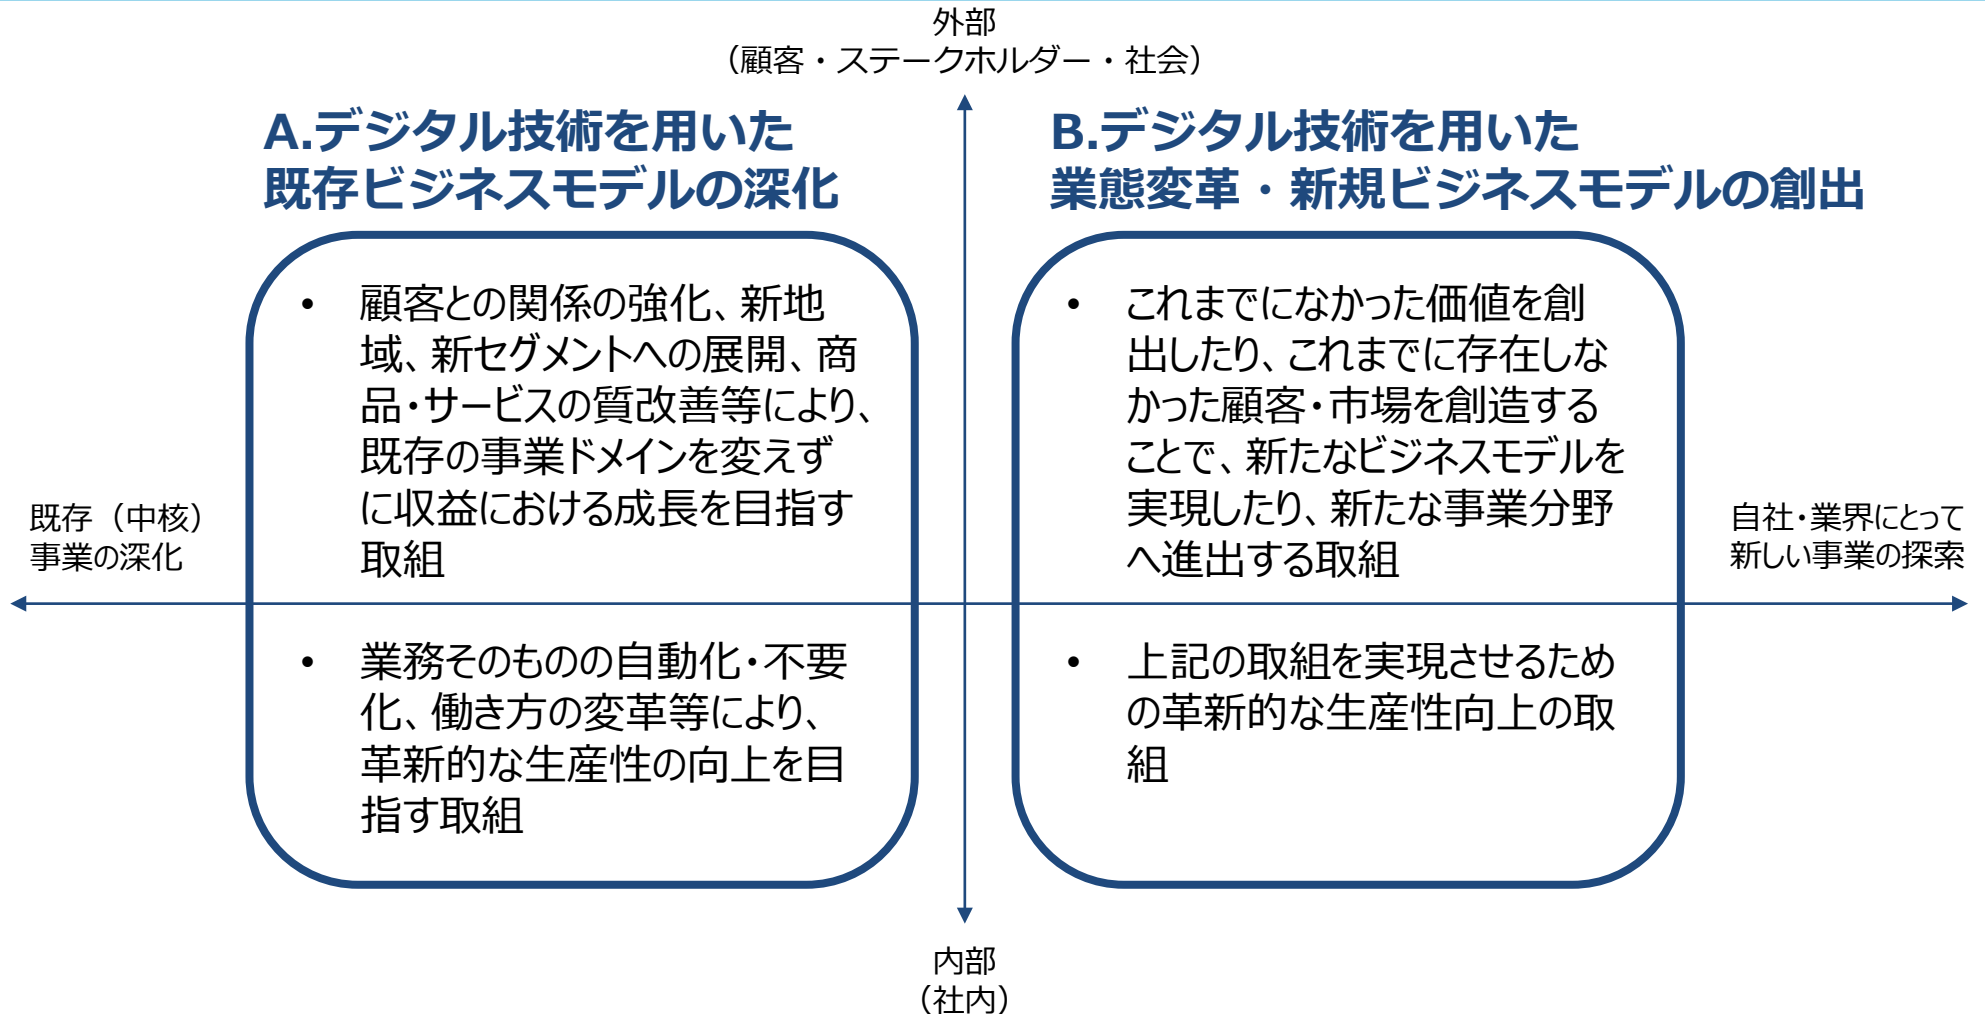 外部
（顧客・ステークホルダー・社会）
A.デジタル技術を用いた
既存ビジネスモデルの深化
B.デジタル技術を用いた
業態変革・新規ビジネスモデルの創出
• 顧客との関係の強化、新地
域、新セグメントへの展開、商
品・サービスの質改善等により、
既存の事業ドメインを変えず
に収益における成長を目指す
取組
• これまでになかった価値を創
出したり、これまでに存在しな
かった顧客・市場を創造する
ことで、新たなビジネスモデルを
実現したり、新たな事業分野
へ進出する取組
既存（中核）
事業の深化
自社・業界にとって
新しい事業の探索
• 業務そのものの自動化・不要
化、働き方の変革等により、
革新的な生産性の向上を目
指す取組
• 上記の取組を実現させるため
の革新的な生産性向上の取
組
内部
（社内）